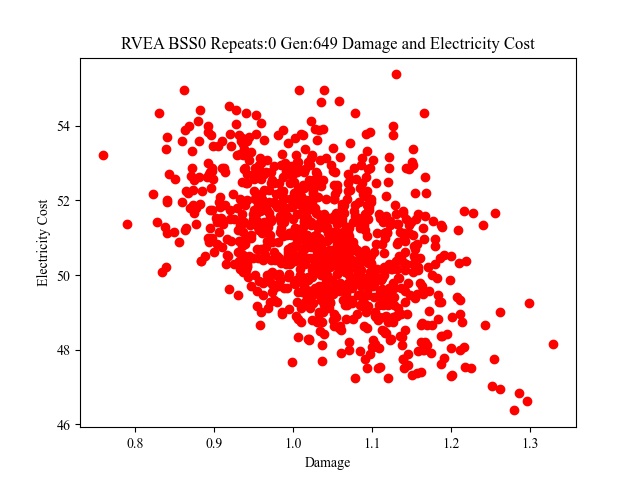 RVEA BSS0 Repeats:0 Gen:649 Damage and Electricity Cost
Electricity Cost
54
52
50
48
46
0.8 0.9 1.0 1.1 1.2 1.3
Damage